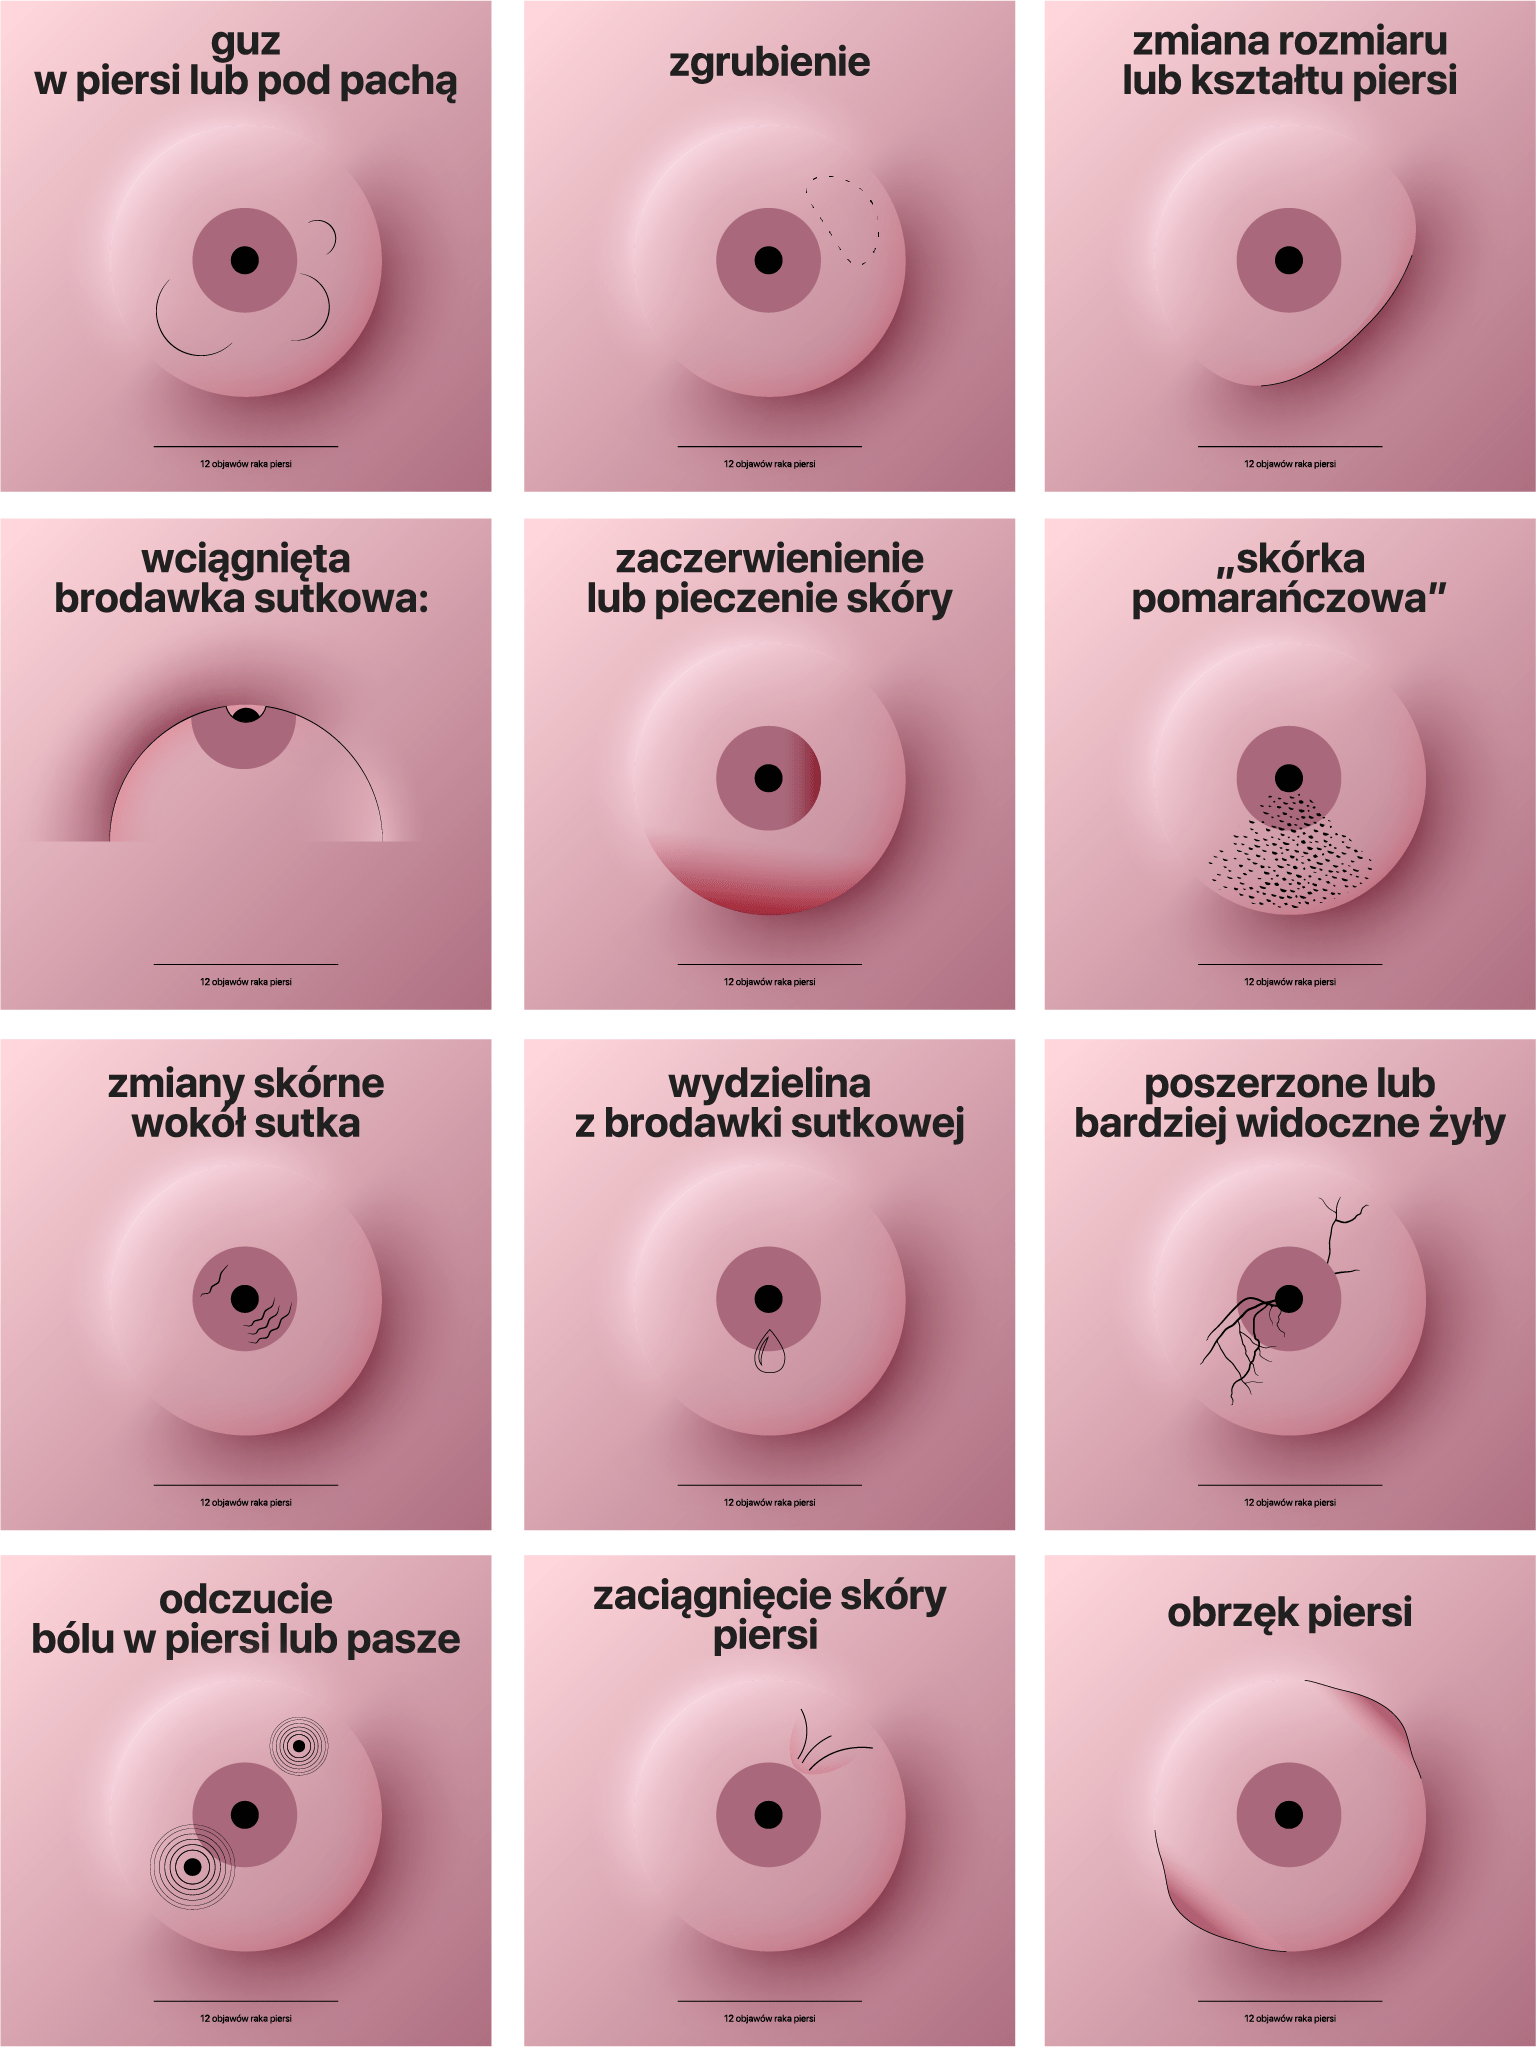 guz
w piersi lub pod pachą
12 objawów raka piersi
zgrubienie
12 objawów raka piersi
zmiana rozmiaru
lub kształtu piersi
12 objawów raka piersi
wciągnięta
brodawka sutkowa:
12 objawów raka piersi
zaczerwienienie
lub pieczenie skóry
12 objawów raka piersi
„skórka
pomarańczowa”
12 objawów raka piersi
zmiany skórne
wokół sutka
12 objawów raka piersi
wydzielina
z brodawki sutkowej
12 objawów raka piersi
poszerzone lub
bardziej widoczne żyły
12 objawów raka piersi
odczucie
bólu w piersi lub pasze
12 objawów raka piersi
zaciągnięcie skóry
piersi
12 objawów raka piersi
obrzęk piersi
12 objawów raka piersi